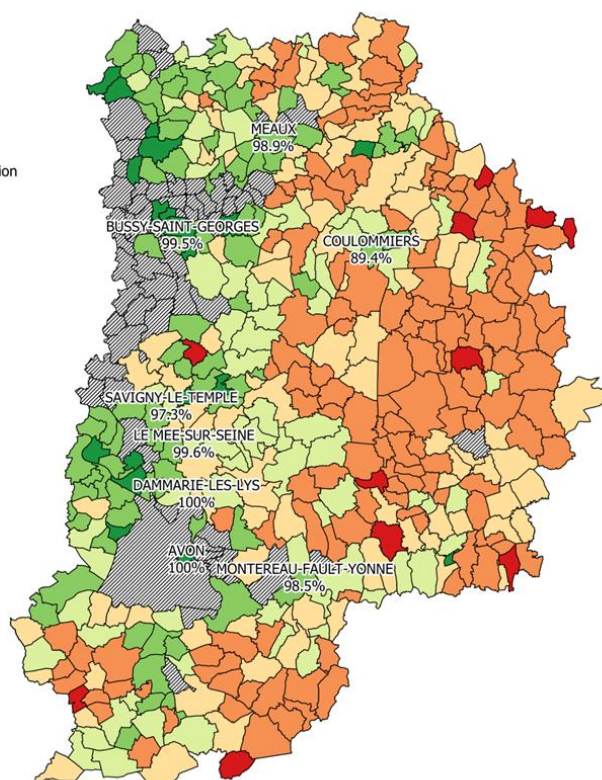 MEAUX
98.9%
ion
BUSSY-SAINT-GEORGES
99.5%
COULOMMIERS
89.4%
SAVIGNY-LE-TEMPLE
97.3%
LE MEE-SUR-SEINE
99.6%
DAMMARIE-LES-LYS
100%
AVON
100%
MONTEREAU-FAULT-YONNE
98.5%